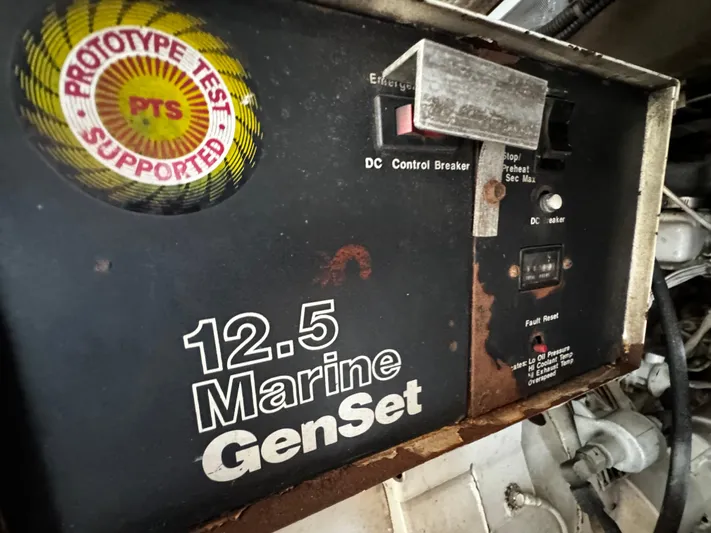 PROTOTYPE TEST
PTS
SUPPORTED
DC Control Breaker
Stop/
Preheat
Sec Max
DC
Fault Reset
Lo Oil Pressure
Hi Coolant Temp
Hi Exhaust Temp
Overspeed
12.5
Marine
GenSet